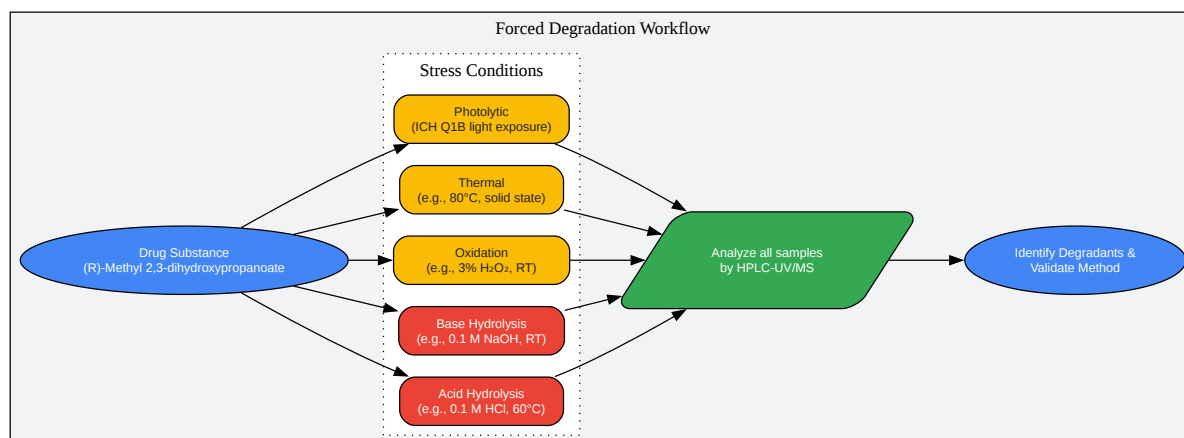 Forced Degradation Workflow
Stress Conditions
Photolytic
(ICH Q1B light exposure)
Thermal
(e.g., 80°C, solid state)
Drug Substance
(R)-Methyl 2,3-dihydroxypropanoate
Oxidation
(e.g., 3% H₂O₂, RT)
Analyze all samples
by HPLC-UV/MS
Identify Degradants &
Validate Method
Base Hydrolysis
(e.g., 0.1 M NaOH, RT)
Acid Hydrolysis
(e.g., 0.1 M HCl, 60°C)